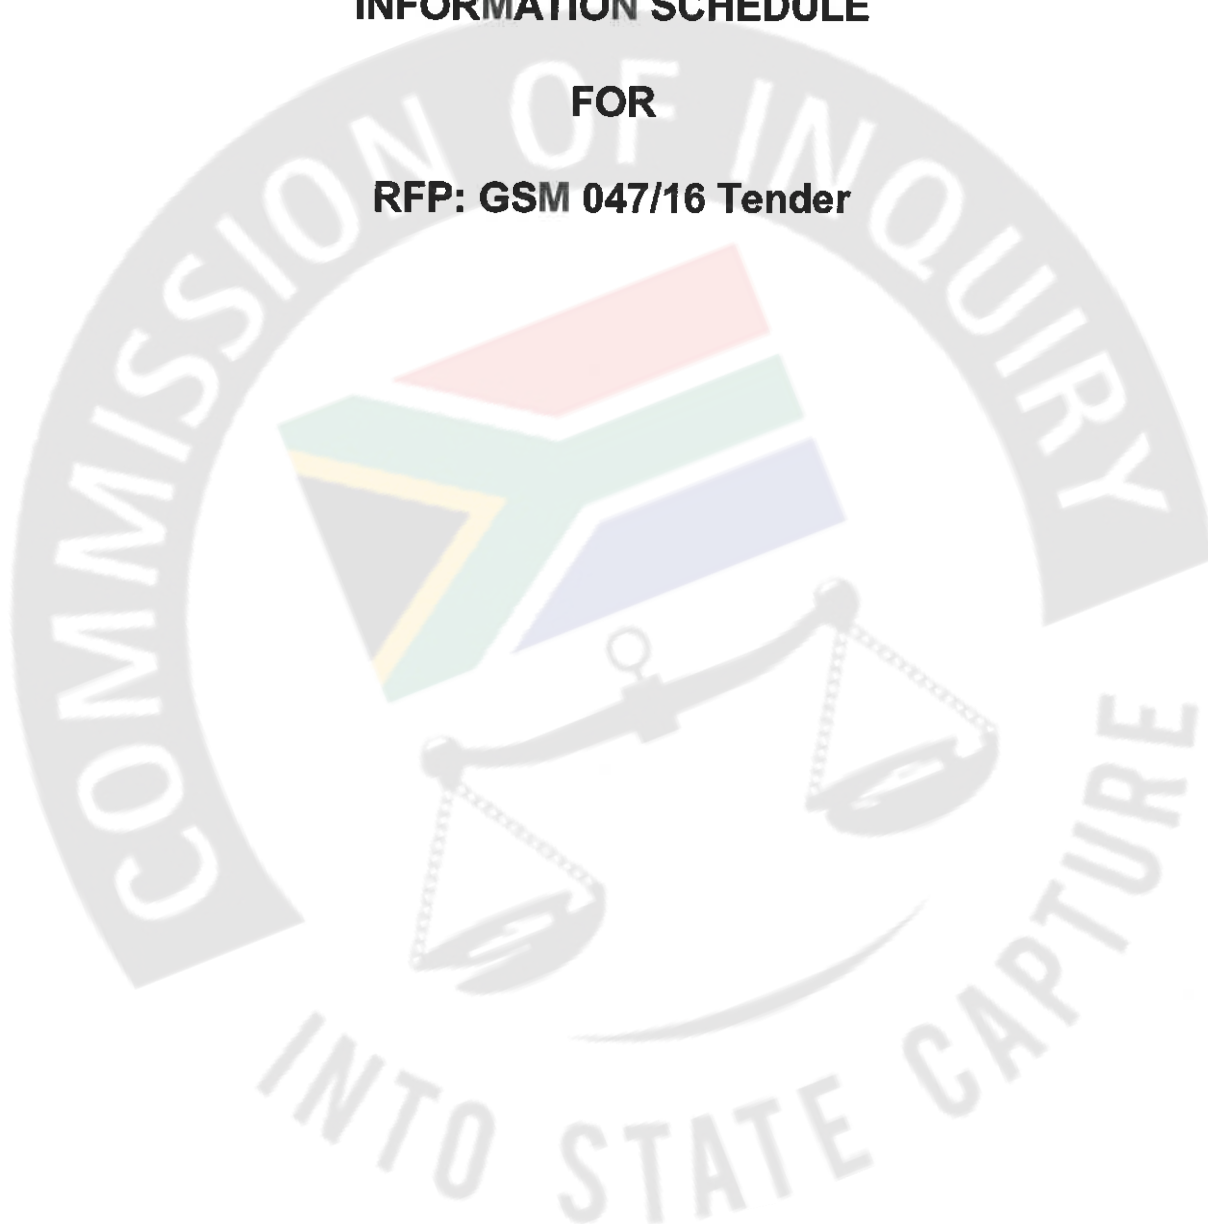 INFORMATION SCHEDULE
FOR
RFP: GSM 047/16 Tender
COMMISSION OF INQUIRY
INTO STATE CAPTURE